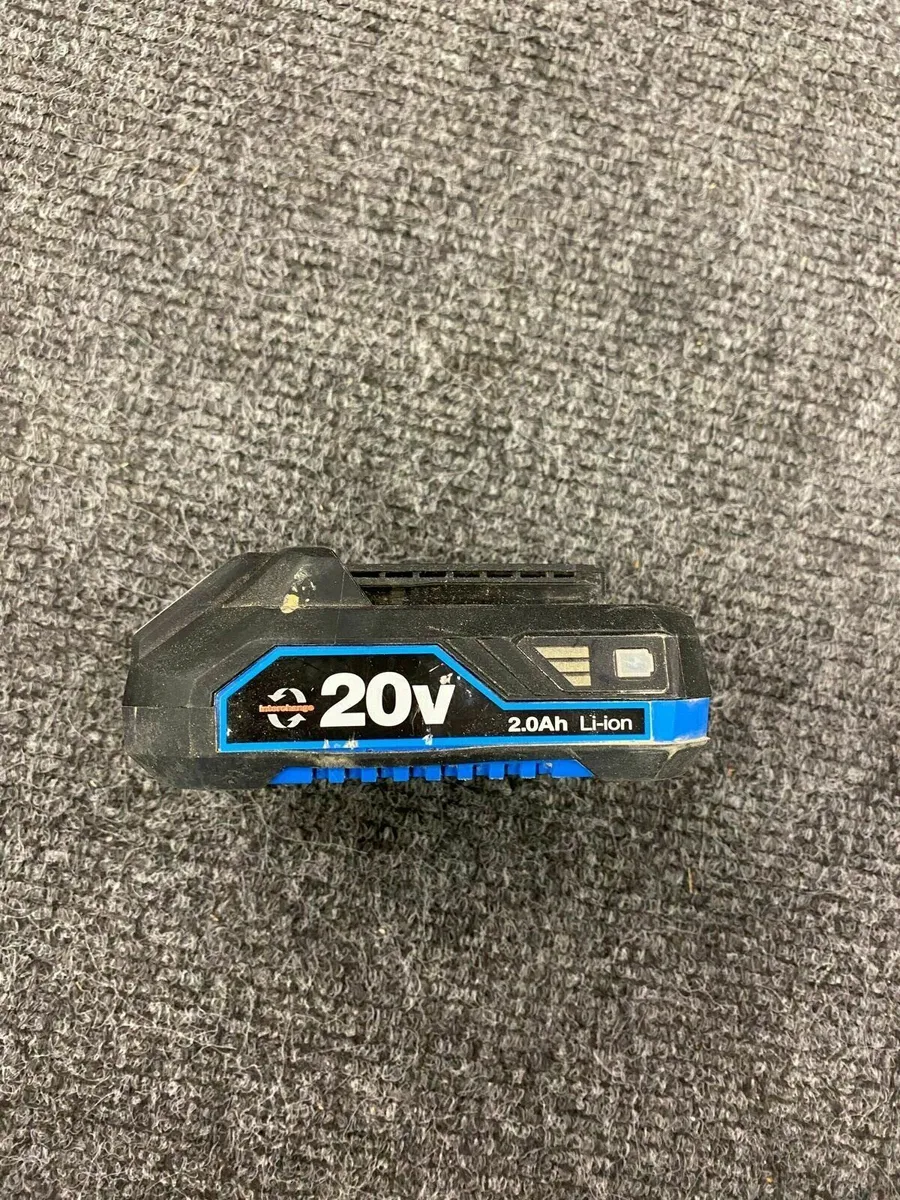 interchange
20v
2.0Ah Li-ion